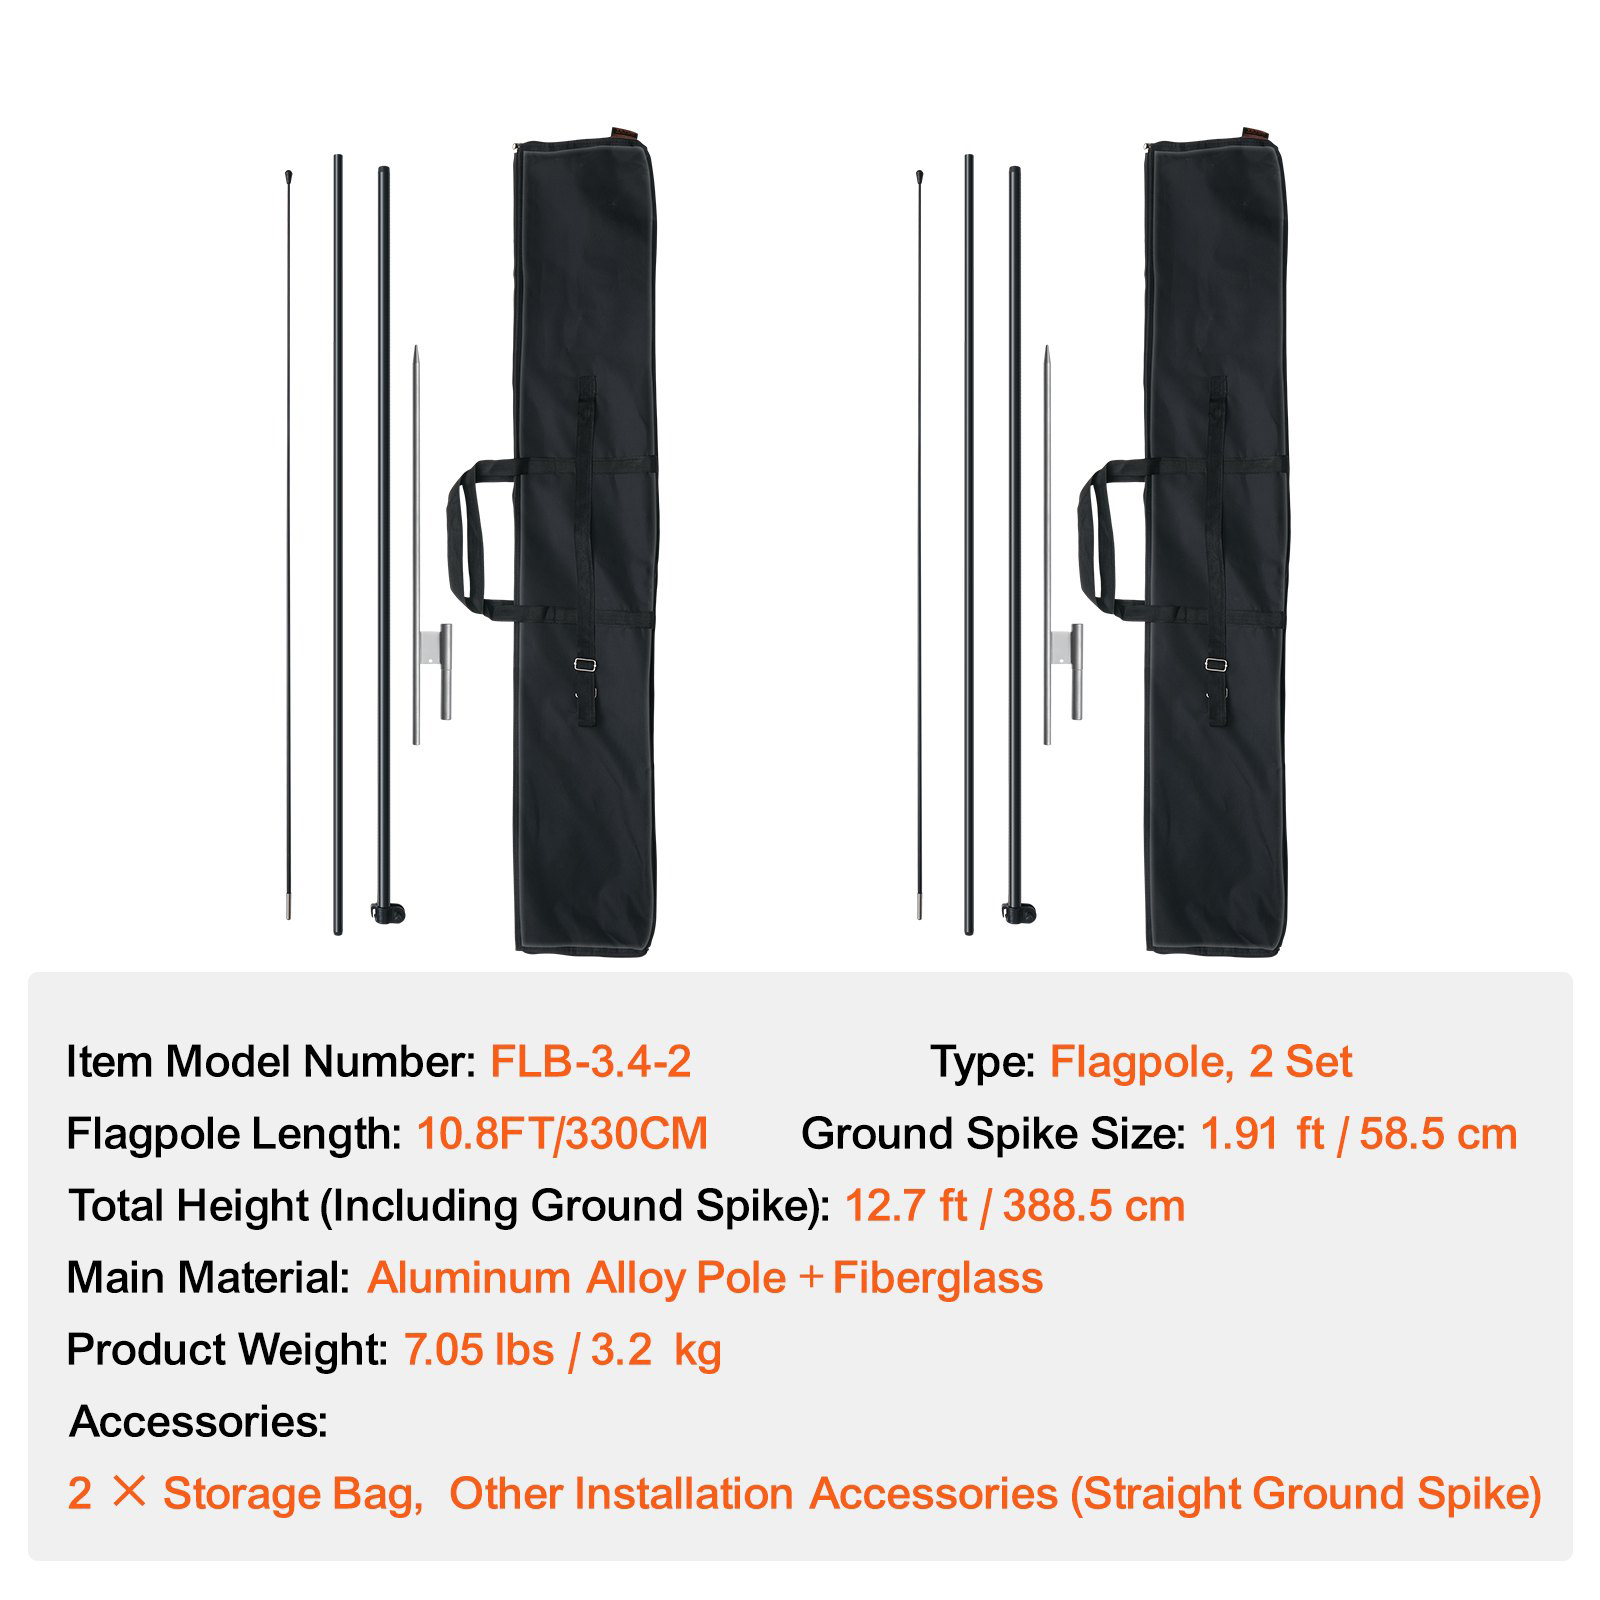 Item Model Number: FLB-3.4-2 Type: Flagpole, 2 Set
Flagpole Length: 10.8FT/330CM Ground Spike Size: 1.91 ft / 58.5 cm
Total Height (Including Ground Spike): 12.7 ft / 388.5 cm
Main Material: Aluminum Alloy Pole + Fiberglass
Product Weight: 7.05 lbs / 3.2 kg
Accessories:
2 × Storage Bag, Other Installation Accessories (Straight Ground Spike)